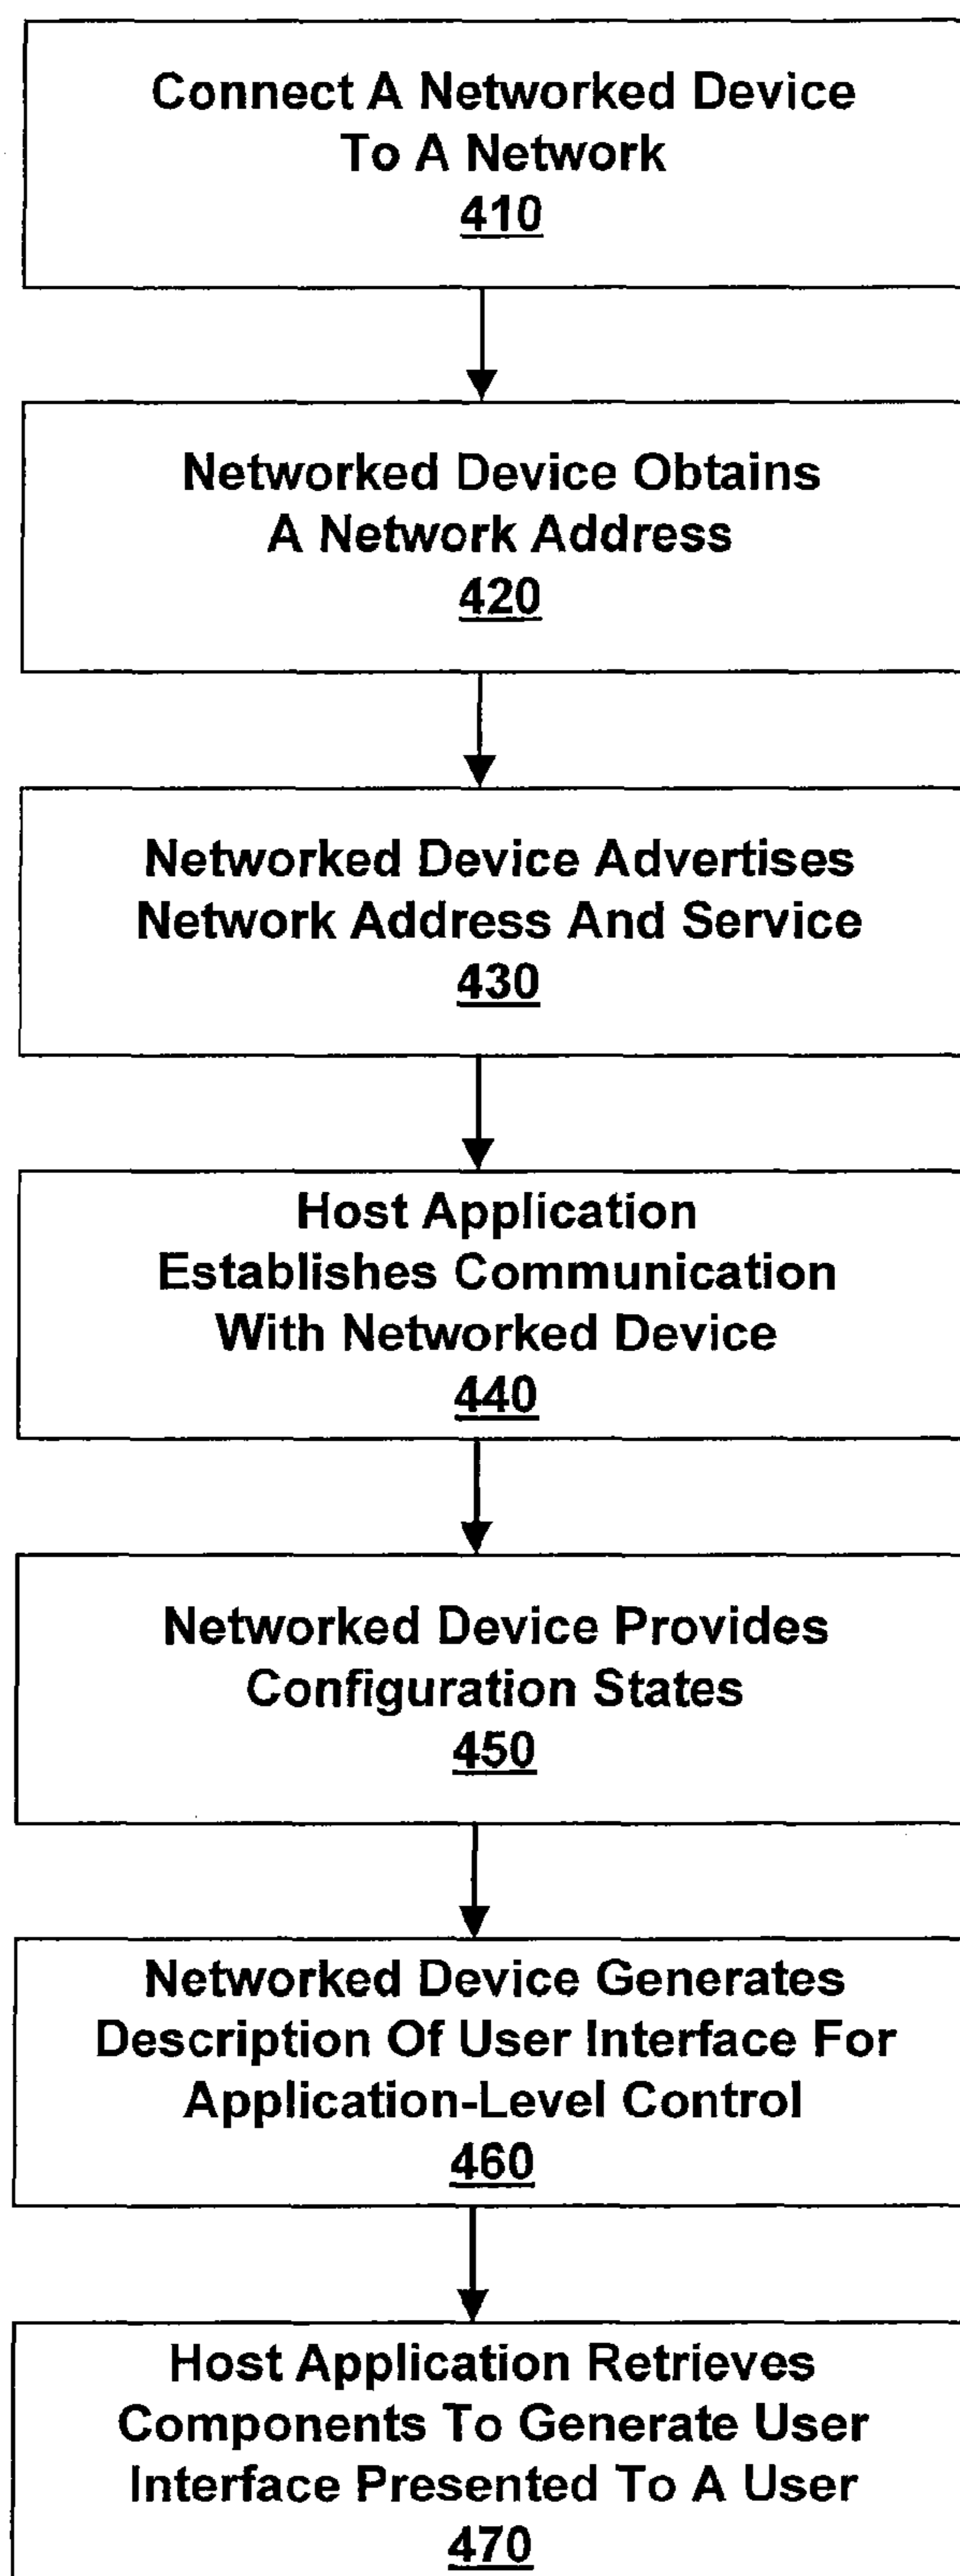 Connect A Networked Device
To A Network
410
Networked Device Obtains
A Network Address
420
Networked Device Advertises
Network Address And Service
430
Host Application
Establishes Communication
With Networked Device
440
Networked Device Provides
Configuration States
450
Networked Device Generates
Description Of User Interface For
Application-Level Control
460
Host Application Retrieves
Components To Generate User
Interface Presented To A User
470